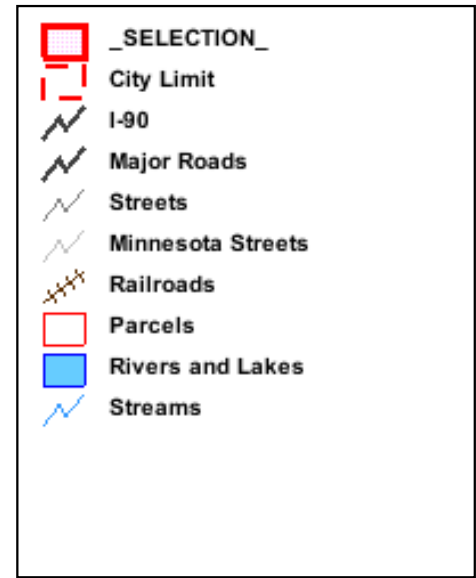 _SELECTION_
City Limit
I-90
Major Roads
Streets
Minnesota Streets
Railroads
Parcels
Rivers and Lakes
Streams